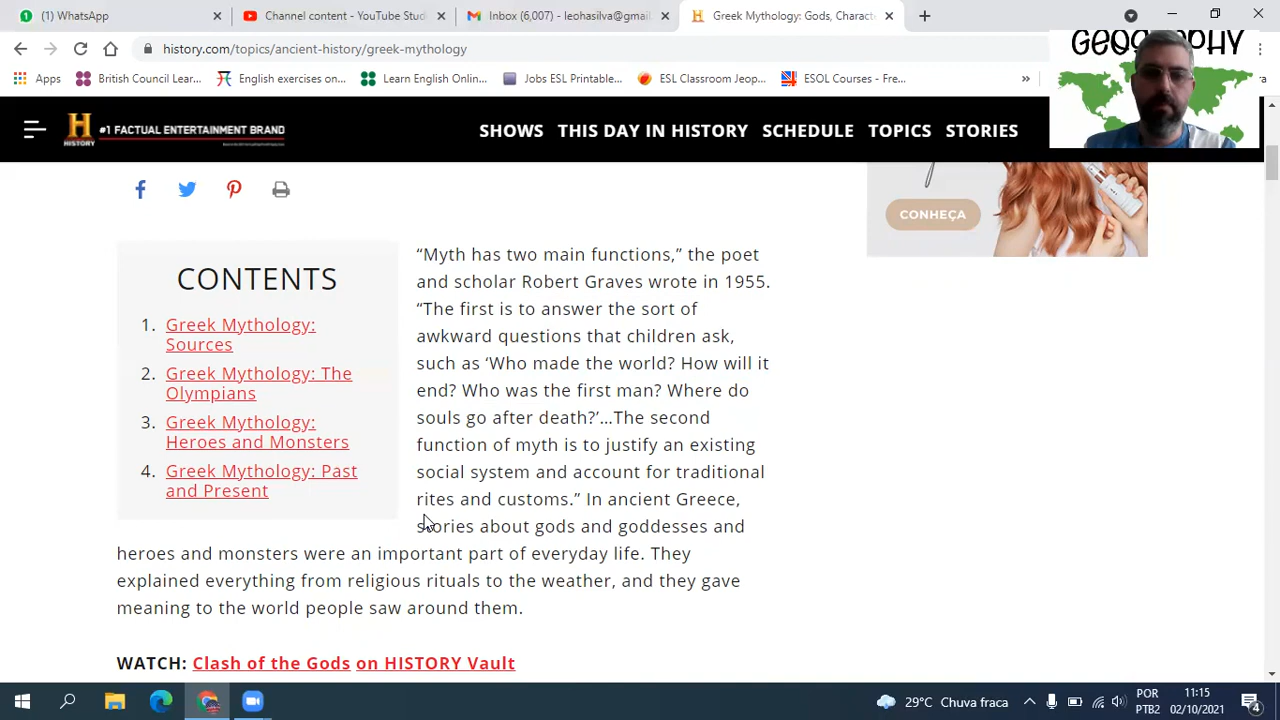 (1) WhatsApp
Channel content - YouTube Stud
Inbox (6,007) - leohasilva@gmail.
Greek Mythology: Gods, Charact
history.com/topics/ancient-history/greek-mythology
GEOGRAPHY
Apps
British Council Lear...
English exercises on...
Learn English Onlin...
Jobs ESL Printable...
ESL Classroom Jeop...
ESOL Courses - Fre...
»
H HISTORY
#1 FACTUAL ENTERTAINMENT BRAND
SHOWS THIS DAY IN HISTORY SCHEDULE TOPICS STORIES
CONHEÇA
CONTENTS
1. Greek Mythology:
Sources
2. Greek Mythology: The
Olympians
3. Greek Mythology:
Heroes and Monsters
4. Greek Mythology: Past
and Present
“Myth has two main functions,” the poet
and scholar Robert Graves wrote in 1955.
“The first is to answer the sort of
awkward questions that children ask,
such as ‘Who made the world? How will it
end? Who was the first man? Where do
souls go after death?’…The second
function of myth is to justify an existing
social system and account for traditional
rites and customs.” In ancient Greece,
stories about gods and goddesses and
heroes and monsters were an important part of everyday life. They
explained everything from religious rituals to the weather, and they gave
meaning to the world people saw around them.
WATCH: Clash of the Gods on HISTORY Vault
29°C Chuva fraca
POR
PTB2
11:15
02/10/2021
4